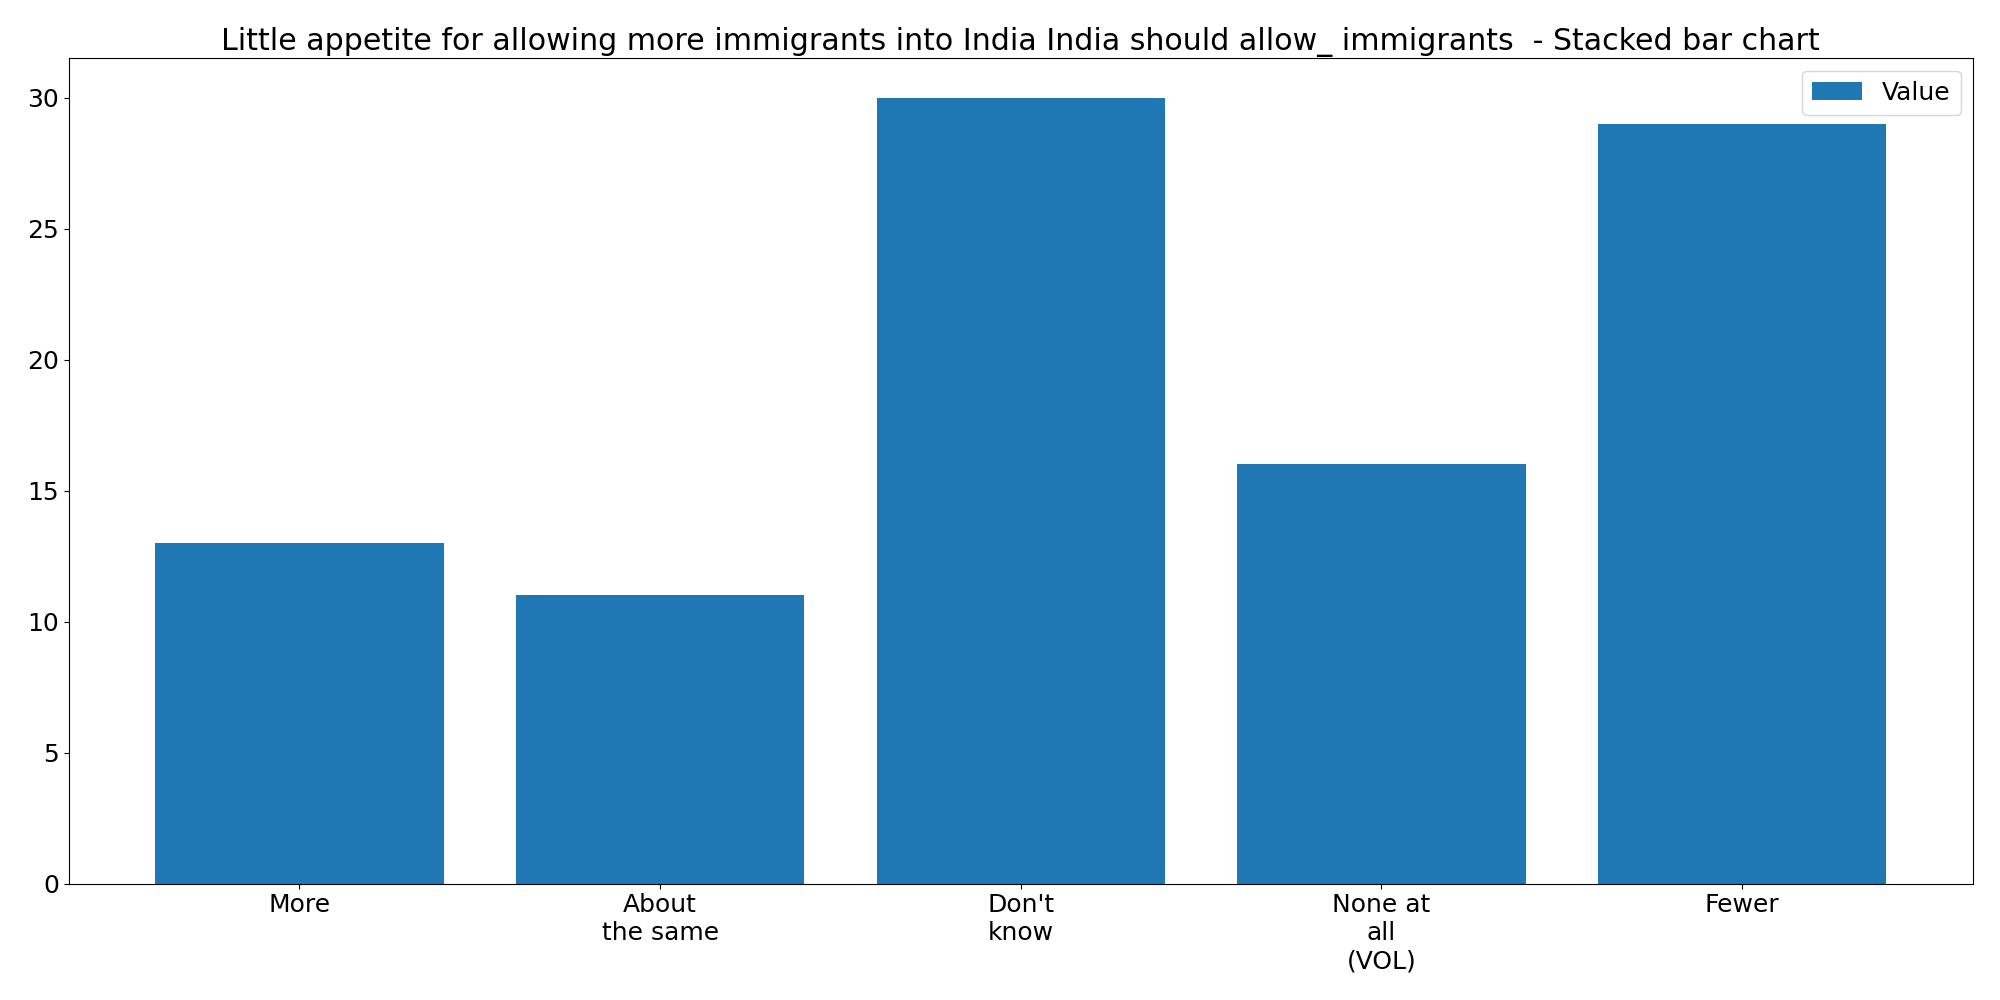 Little appetite for allowing more immigrants into India India should allow_ immigrants  - Stacked bar chart
Value
30
25
20
15
10
5
0
More
About
the same
Don't
know
None at
all
(VOL)
Fewer